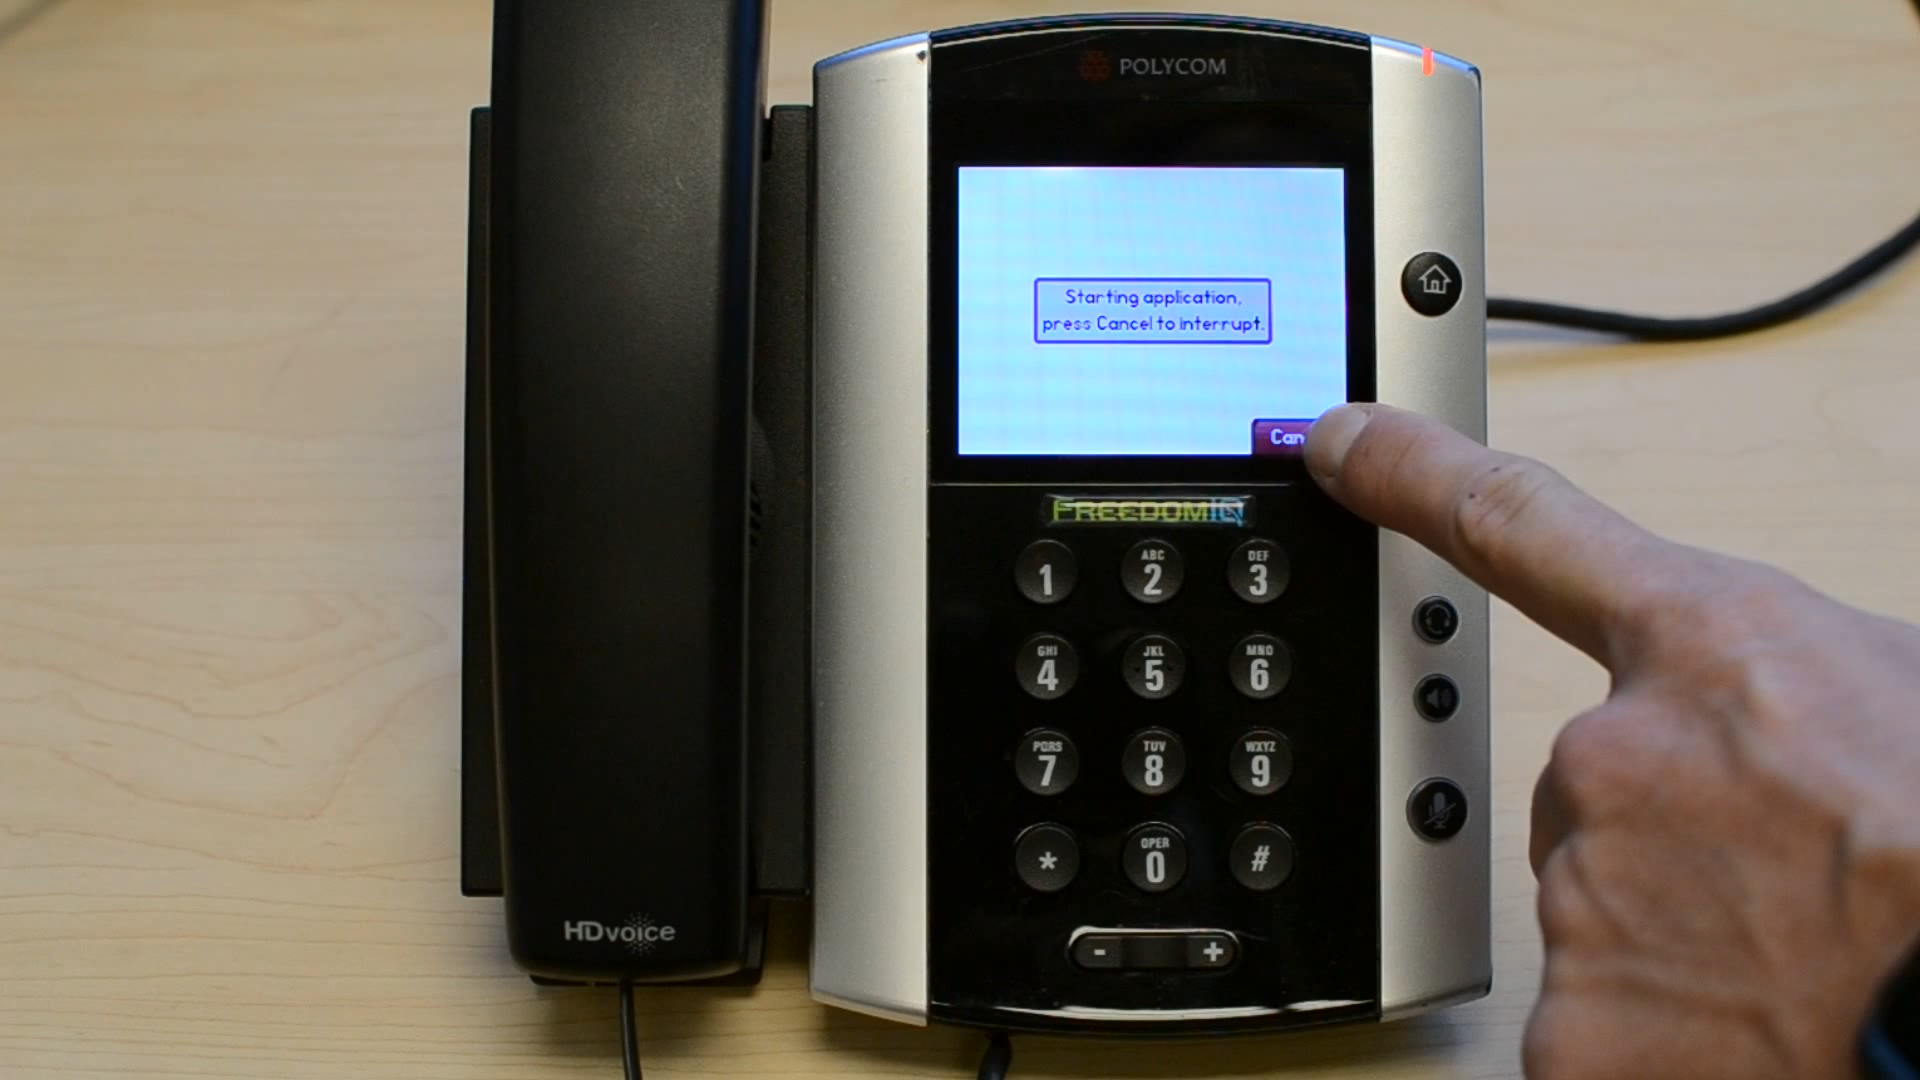 POLYCOM
Starting application,
press Cancel to interrupt.
Can
FREEDOMIQ
1
ABC
2
DEF
3
GHI
4
JKL
5
MNO
6
PQRS
7
TUV
8
WXYZ
9
*
OPER
0
#
- +
HDvoice